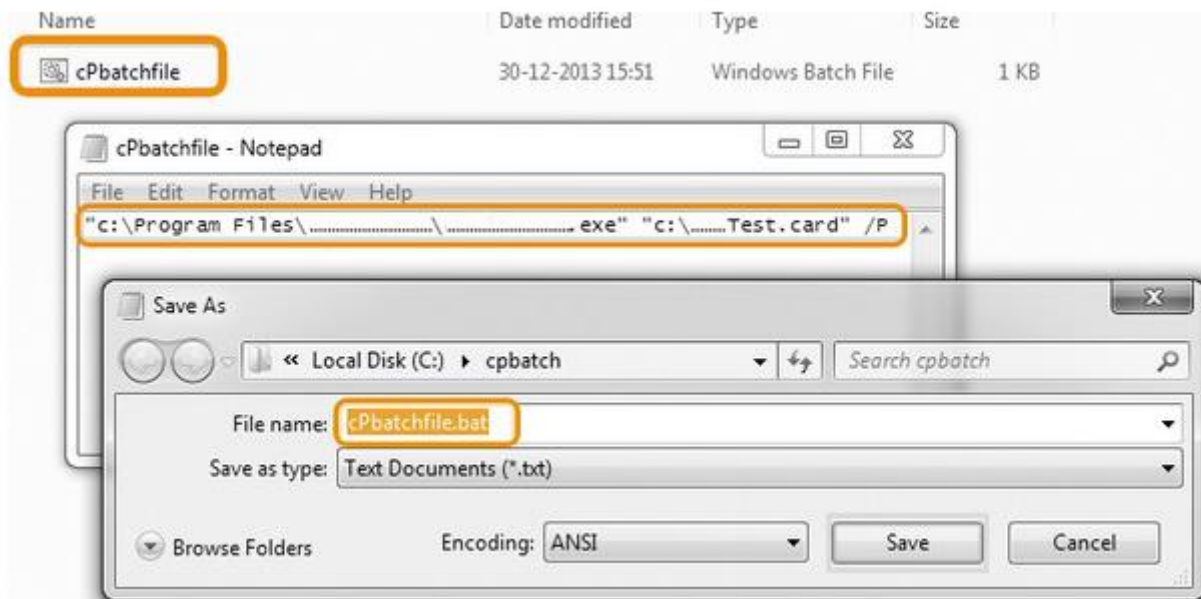 Name Date modified Type Size
cPbatchfile 30-12-2013 15:51 Windows Batch File 1 KB
cPbatchfile - Notepad
File Edit Format View Help
"c:\Program Files\……………………\…………………….exe" "c:\………Test.card" /P
Save As
« Local Disk (C:) ▸ cpbatch Search cpbatch
File name: cPbatchfile.bat
Save as type: Text Documents (*.txt)
Browse Folders Encoding: ANSI Save Cancel